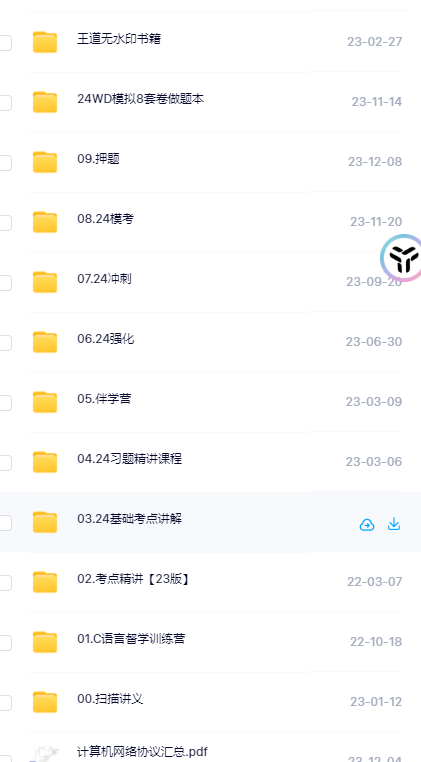 王道无水印书籍 23-02-27
24WD模拟8套卷做题本 23-11-14
09.押题 23-12-08
08.24模考 23-11-20
07.24冲刺 23-09-20
06.24强化 23-06-30
05.伴学营 23-03-09
04.24习题精讲课程 23-03-06
03.24基础考点讲解
02.考点精讲【23版】 22-03-07
01.C语言督学训练营 22-10-18
00.扫描讲义 23-01-12
计算机网络协议汇总.pdf 23-12-04